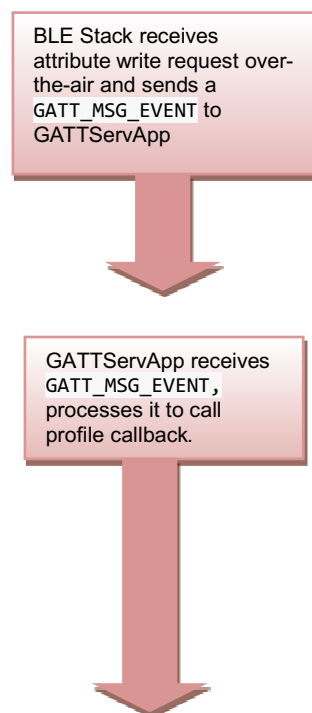 BLE Stack receives
attribute write request over-
the-air and sends a
GATT_MSG_EVENT to
GATTServApp
GATTServApp receives
GATT_MSG_EVENT,
processes it to call
profile callback.